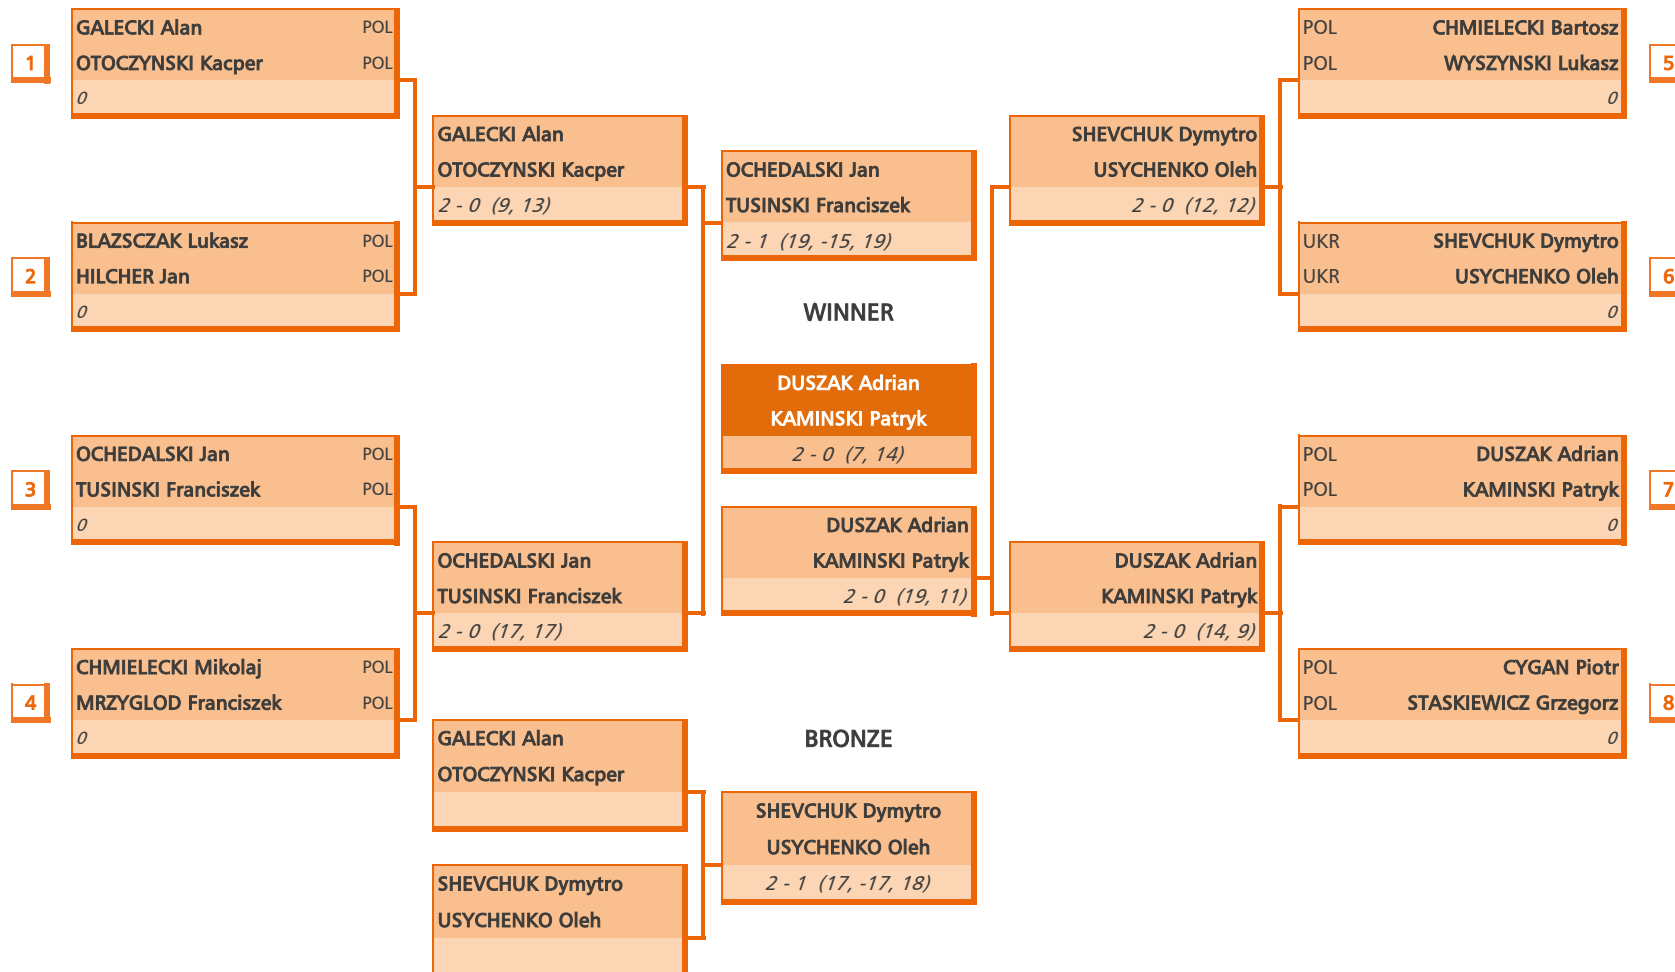 1
GALECKI Alan POL
OTOCZYNSKI Kacper POL
0
2
BLAZSCZAK Lukasz POL
HILCHER Jan POL
0
3
OCHEDALSKI Jan POL
TUSINSKI Franciszek POL
0
4
CHMIELECKI Mikolaj POL
MRZYGLOD Franciszek POL
0
GALECKI Alan
OTOCZYNSKI Kacper
2 - 0 (9, 13)
OCHEDALSKI Jan
TUSINSKI Franciszek
2 - 0 (17, 17)
GALECKI Alan
OTOCZYNSKI Kacper
SHEVCHUK Dymytro
USYCHENKO Oleh
OCHEDALSKI Jan
TUSINSKI Franciszek
2 - 1 (19, -15, 19)
WINNER
DUSZAK Adrian
KAMINSKI Patryk
2 - 0 (7, 14)
DUSZAK Adrian
KAMINSKI Patryk
2 - 0 (19, 11)
BRONZE
SHEVCHUK Dymytro
USYCHENKO Oleh
2 - 1 (17, -17, 18)
SHEVCHUK Dymytro
USYCHENKO Oleh
2 - 0 (12, 12)
DUSZAK Adrian
KAMINSKI Patryk
2 - 0 (14, 9)
POL CHMIELECKI Bartosz
POL WYSZYNSKI Lukasz
0
5
UKR SHEVCHUK Dymytro
UKR USYCHENKO Oleh
0
6
POL DUSZAK Adrian
POL KAMINSKI Patryk
0
7
POL CYGAN Piotr
POL STASKIEWICZ Grzegorz
0
8